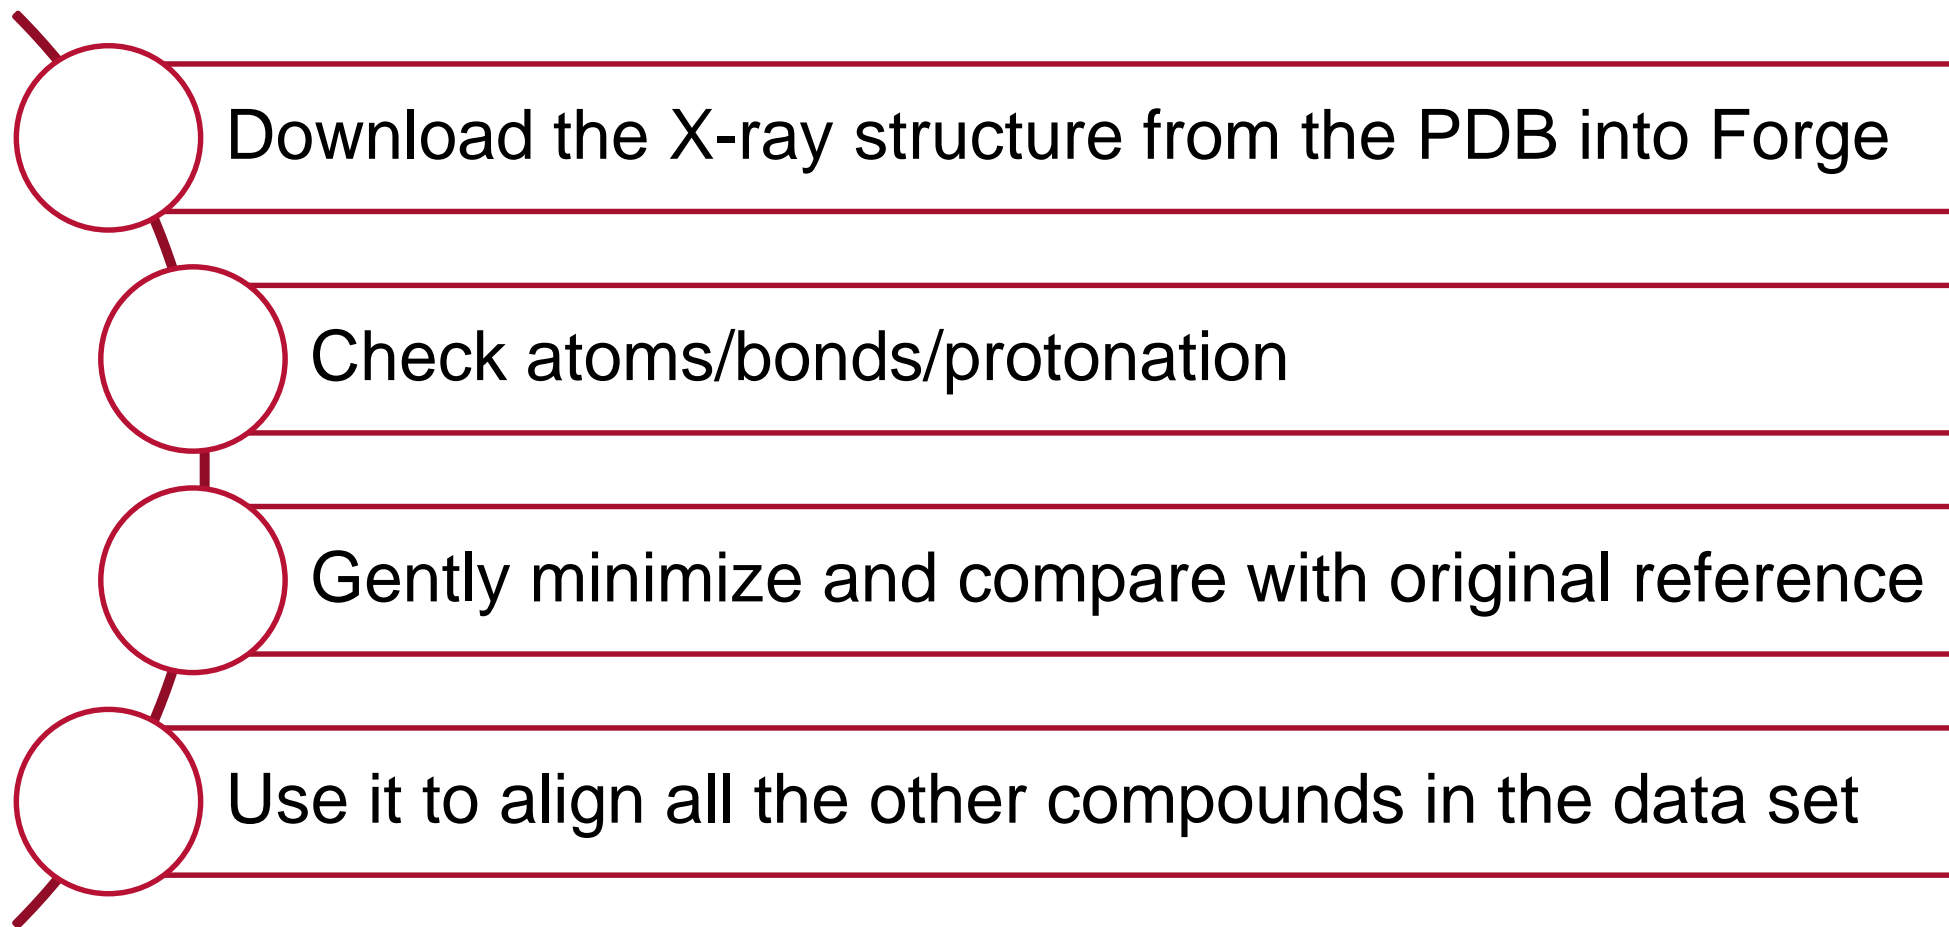 Download the X-ray structure from the PDB into Forge
Check atoms/bonds/protonation
Gently minimize and compare with original reference
Use it to align all the other compounds in the data set